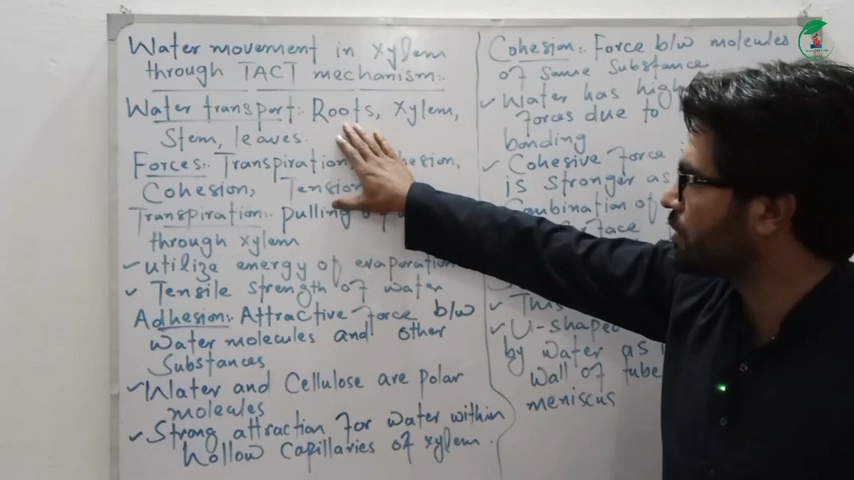 Water movement in xylem
through TACT mechanism:-
Water transport:- Roots, xylem,
Stem, leaves.
Forces:- Transpiration, hesion,
Cohesion, Tension
Transpiration:- pulling of
through xylem
✓ utilize energy of evaporation
✓ Tensile strength of water
Adhesion:- Attractive force b/w
water molecules and other
Substances
✓ Water and Cellulose are polar
molecules
✓ Strong attraction for water within
hollow capillaries of xylem.
Cohesion:- Force b/w molecules
of same substance
✓ Water has high
forces due to
bonding
✓ Cohesive force
is stronger as
Combination of
✓ This
✓ U-shaped
by water as
wall of tube
meniscus